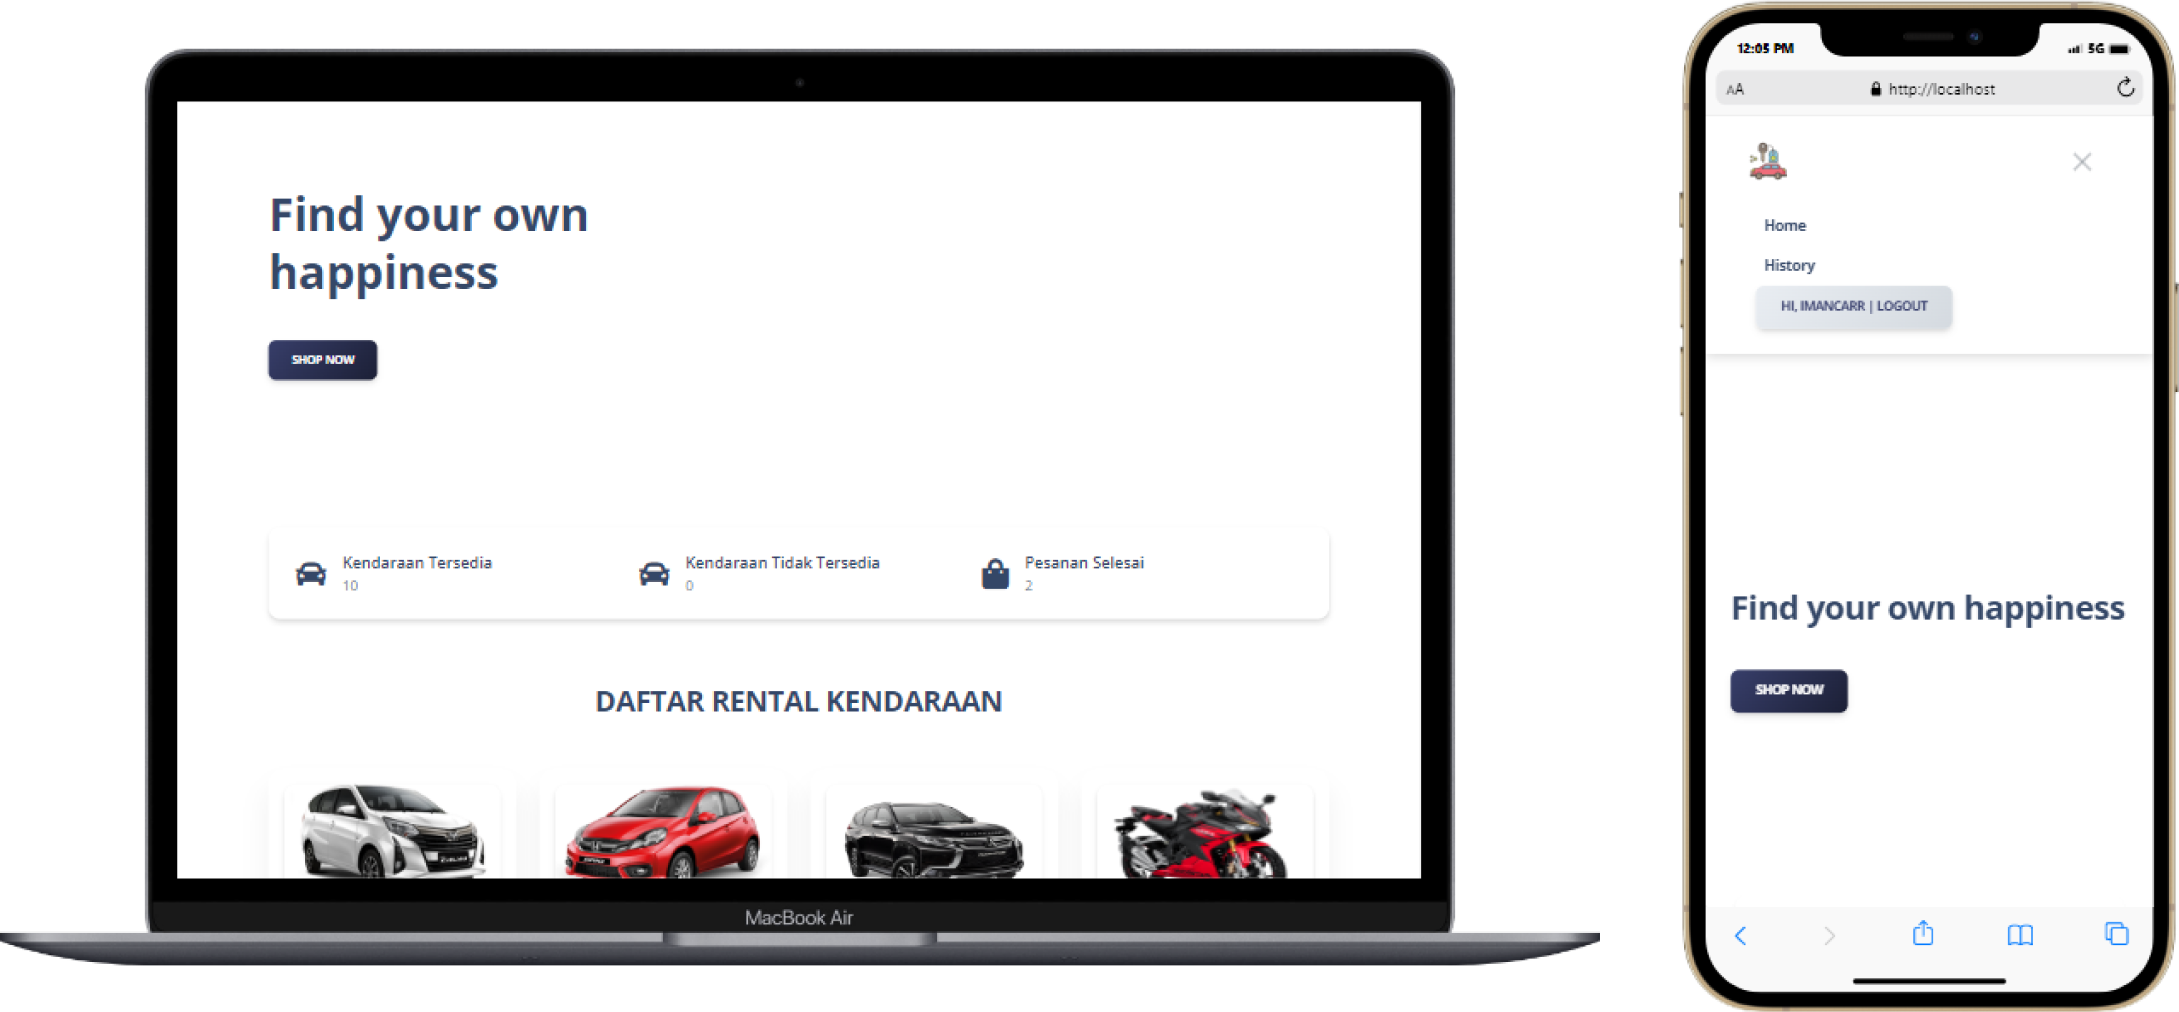 Find your own
happiness
SHOP NOW
Kendaraan Tersedia
10
Kendaraan Tidak Tersedia
0
Pesanan Selesai
2
DAFTAR RENTAL KENDARAAN
MacBook Air
12:05 PM
5G
AA
http://localhost
Home
History
HI, IMANCARR | LOGOUT
Find your own happiness
SHOP NOW